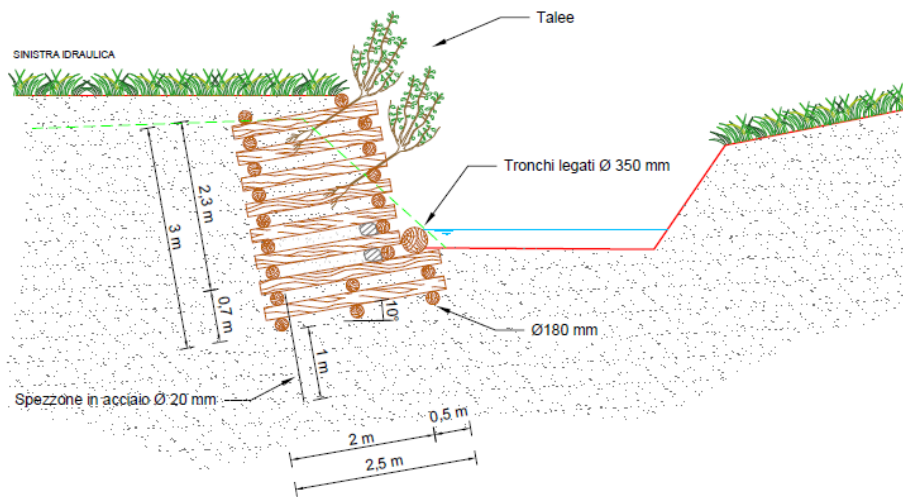 Talee
SINISTRA IDRAULICA
Tronchi legati Ø 350 mm
2,3 m
3 m
0,7 m
10°
Ø180 mm
1 m
Spezzone in acciaio Ø 20 mm
0,5 m
2 m
2,5 m